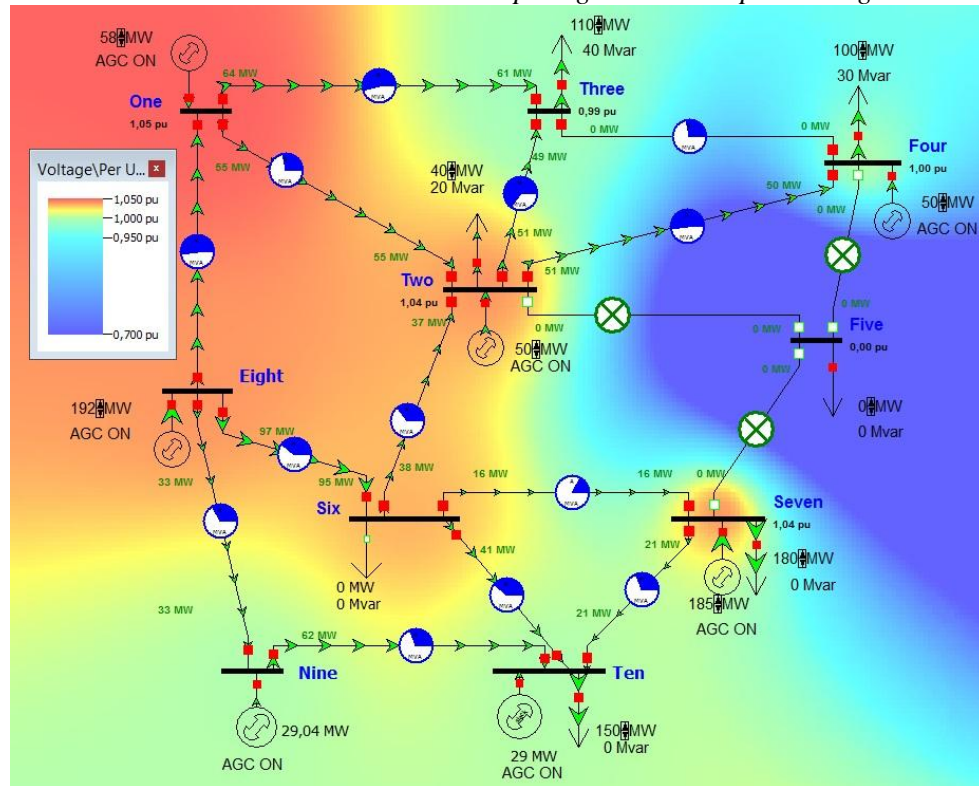 58 MW
AGC ON
One
1,05 pu
64 MW
61 MW
110 MW
40 Mvar
Three
0,99 pu
49 MW
0 MW
100 MW
30 Mvar
Four
1,00 pu
0 MW
50 MW
0 MW
50 MW
AGC ON
Voltage\Per U... x
1,050 pu
1,000 pu
0,950 pu
0,700 pu
55 MW
40 MW
20 Mvar
51 MW
55 MW
Two
1,04 pu
51 MW
37 MW
0 MW
50 MW
AGC ON
0 MW
0 MW
Five
0,00 pu
0 MW
0 MW
0 Mvar
MVA
Eight
192 MW
AGC ON
97 MW
MVA
95 MW
33 MW
38 MW
MVA
Six
16 MW
A
MVA
16 MW
0 MW
Seven
1,04 pu
41 MW
21 MW
180 MW
0 Mvar
185 MW
AGC ON
0 MW
0 Mvar
MVA
MVA
MVA
33 MW
21 MW
62 MW
MVA
Nine
Ten
29,04 MW
AGC ON
29 MW
AGC ON
150 MW
0 Mvar